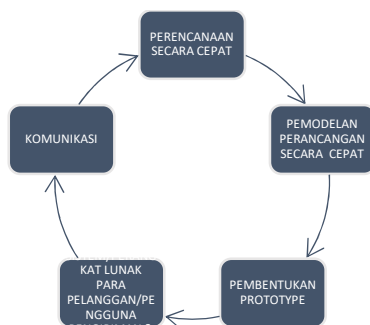 PERENCANAAN
SECARA CEPAT
PEMODELAN
PERANCANGAN
SECARA CEPAT
PEMBENTUKAN
PROTOTYPE
KAT LUNAK
PARA
PELANGGAN/PE
NGGUNA
KOMUNIKASI